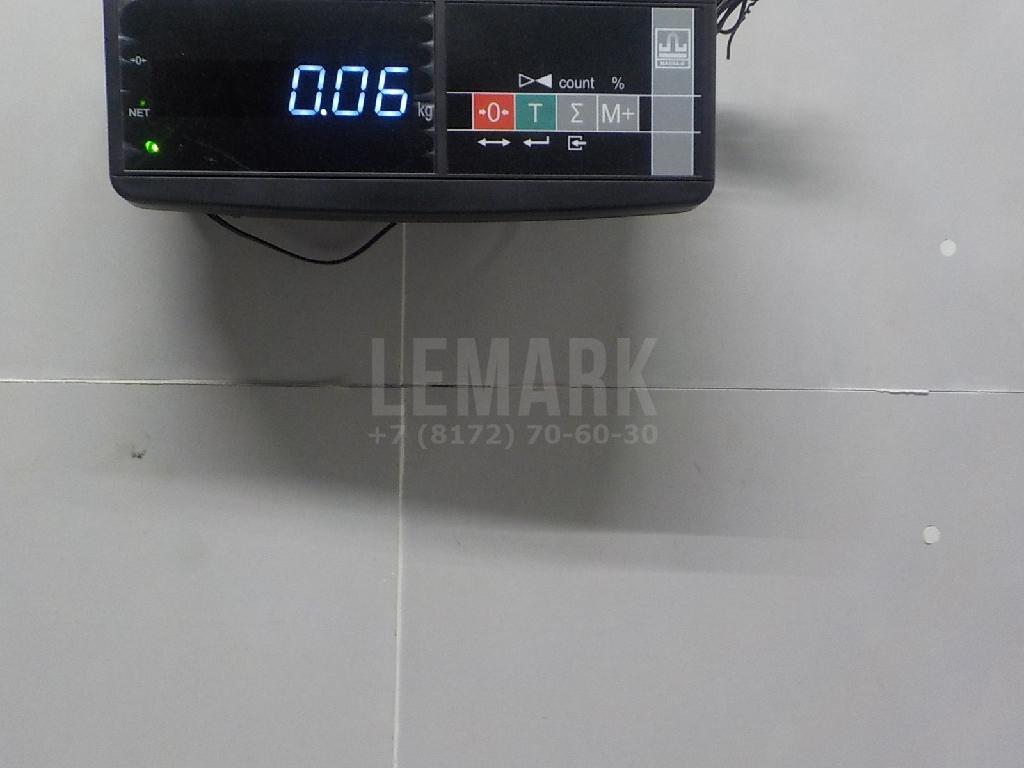 →0←
0.06 kg
NET
count %
→0← T Σ M+
MASSA-K
LEMARK
+7 (8172) 70-60-30